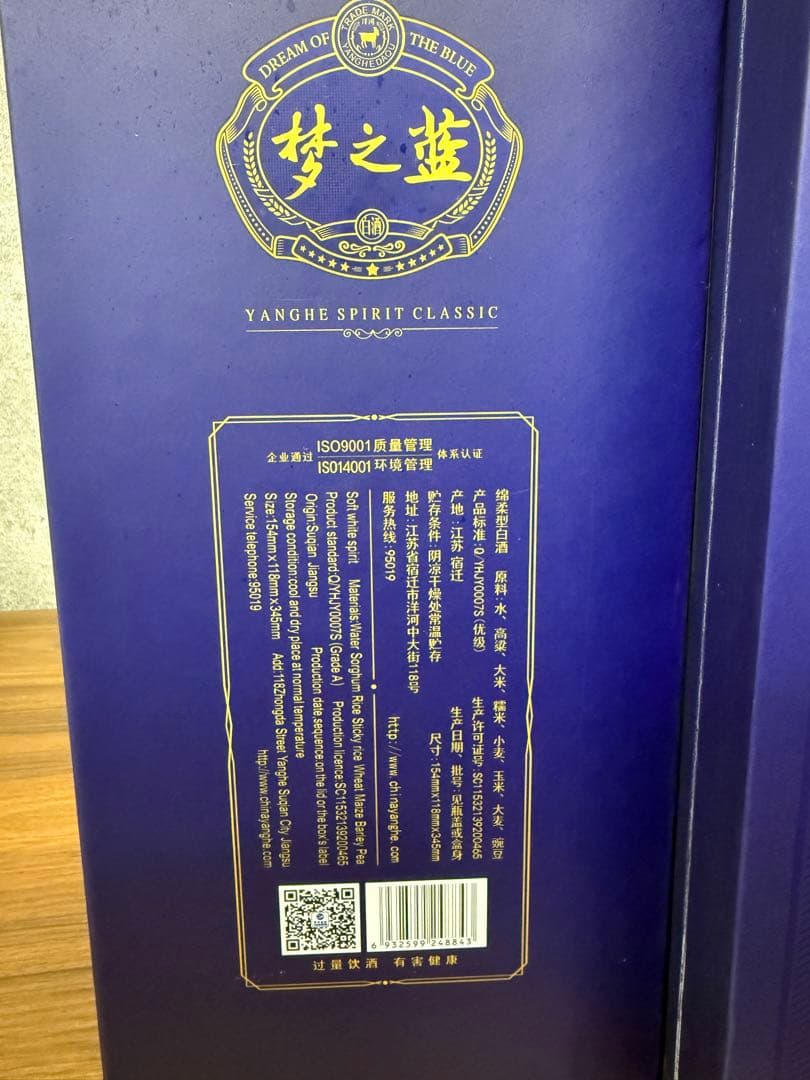 TRADE MARK
洋河
YANGHEDAQU
DREAM OF THE BLUE
梦之蓝
白酒
YANGHE SPIRIT CLASSIC
企业通过 ISO9001质量管理 体系认证
ISO14001环境管理
绵柔型白酒 原料:水、高粱、大米、糯米、小麦、玉米、大麦、豌豆
产品标准:Q/YHJY0007S(优级) 生产许可证号:SC11532139200465
产地:江苏 宿迁 生产日期、批号:见瓶盖或盒身
贮存条件:阴凉干燥处常温贮存 尺寸:154mmx118mmx345mm
地址:江苏省宿迁市洋河中大街118号
服务热线:95019 http://www.chinayanghe.com
Soft white spirit Materials:Water Sorghum Rice Sticky rice Wheat Maize Barley Pea
Product standard:Q/YHJY0007S (Grade A) Production licence:SC11532139200465
Origin:Suqian Jiangsu Production date,sequence:on the lid or the box's label
Storage condition:cool and dry place at normal temperature
Size:154mmx118mmx345mm Add:118Zhongda Street Yanghe Suqian City Jiangsu
Service telephone:95019 http://www.chinayanghe.com
6 932599 248843
过量饮酒 有害健康